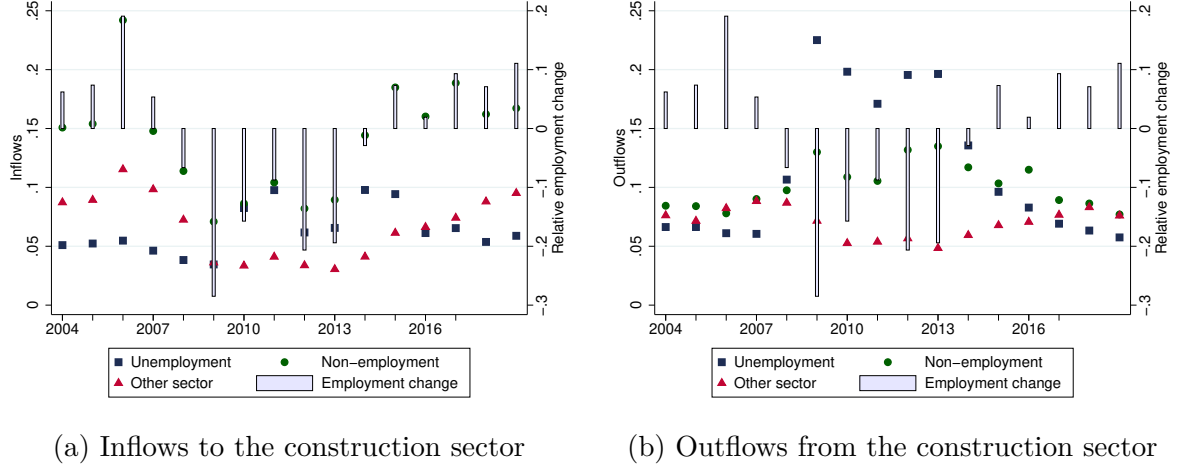 .25
.2
.15
.1
.05
0
Inflows
.2
.1
0
-.1
-.2
-.3
Relative employment change
2004 2007 2010 2013 2016
Unemployment Non−employment
Other sector Employment change
(a) Inflows to the construction sector
.25
.2
.15
.1
.05
0
Outflows
.2
.1
0
-.1
-.2
-.3
Relative employment change
2004 2007 2010 2013 2016
Unemployment Non−employment
Other sector Employment change
(b) Outflows from the construction sector